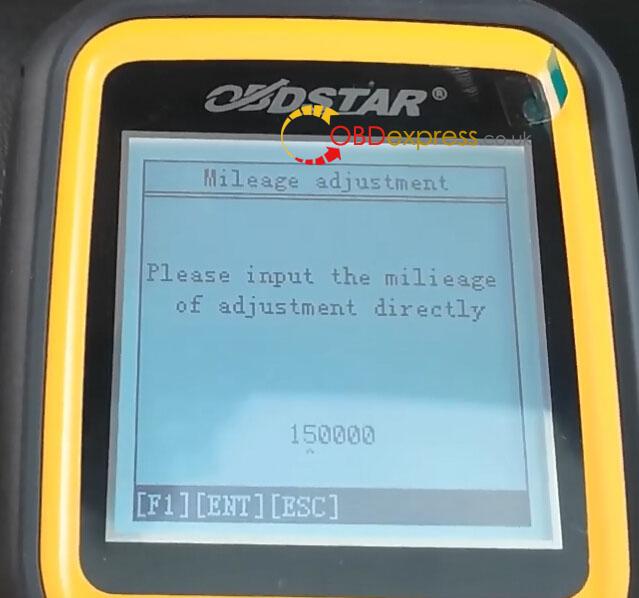 OBDSTAR®
OBDexpress.co.uk
Mileage adjustment
Please input the milieage
of adjustment directly
150000
[F1][ENT][ESC]